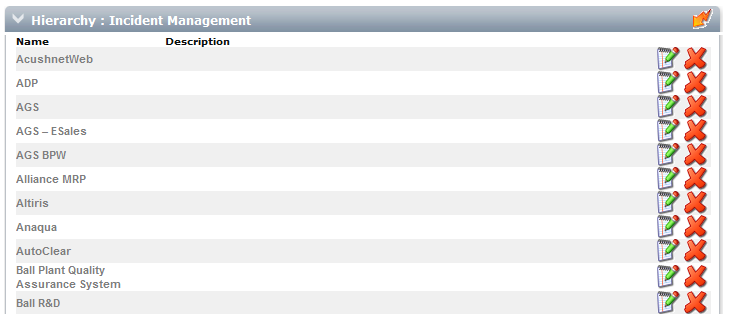 Hierarchy : Incident Management
Name Description
AcushnetWeb
ADP
AGS
AGS – ESales
AGS BPW
Alliance MRP
Altiris
Anaqua
AutoClear
Ball Plant Quality
Assurance System
Ball R&D